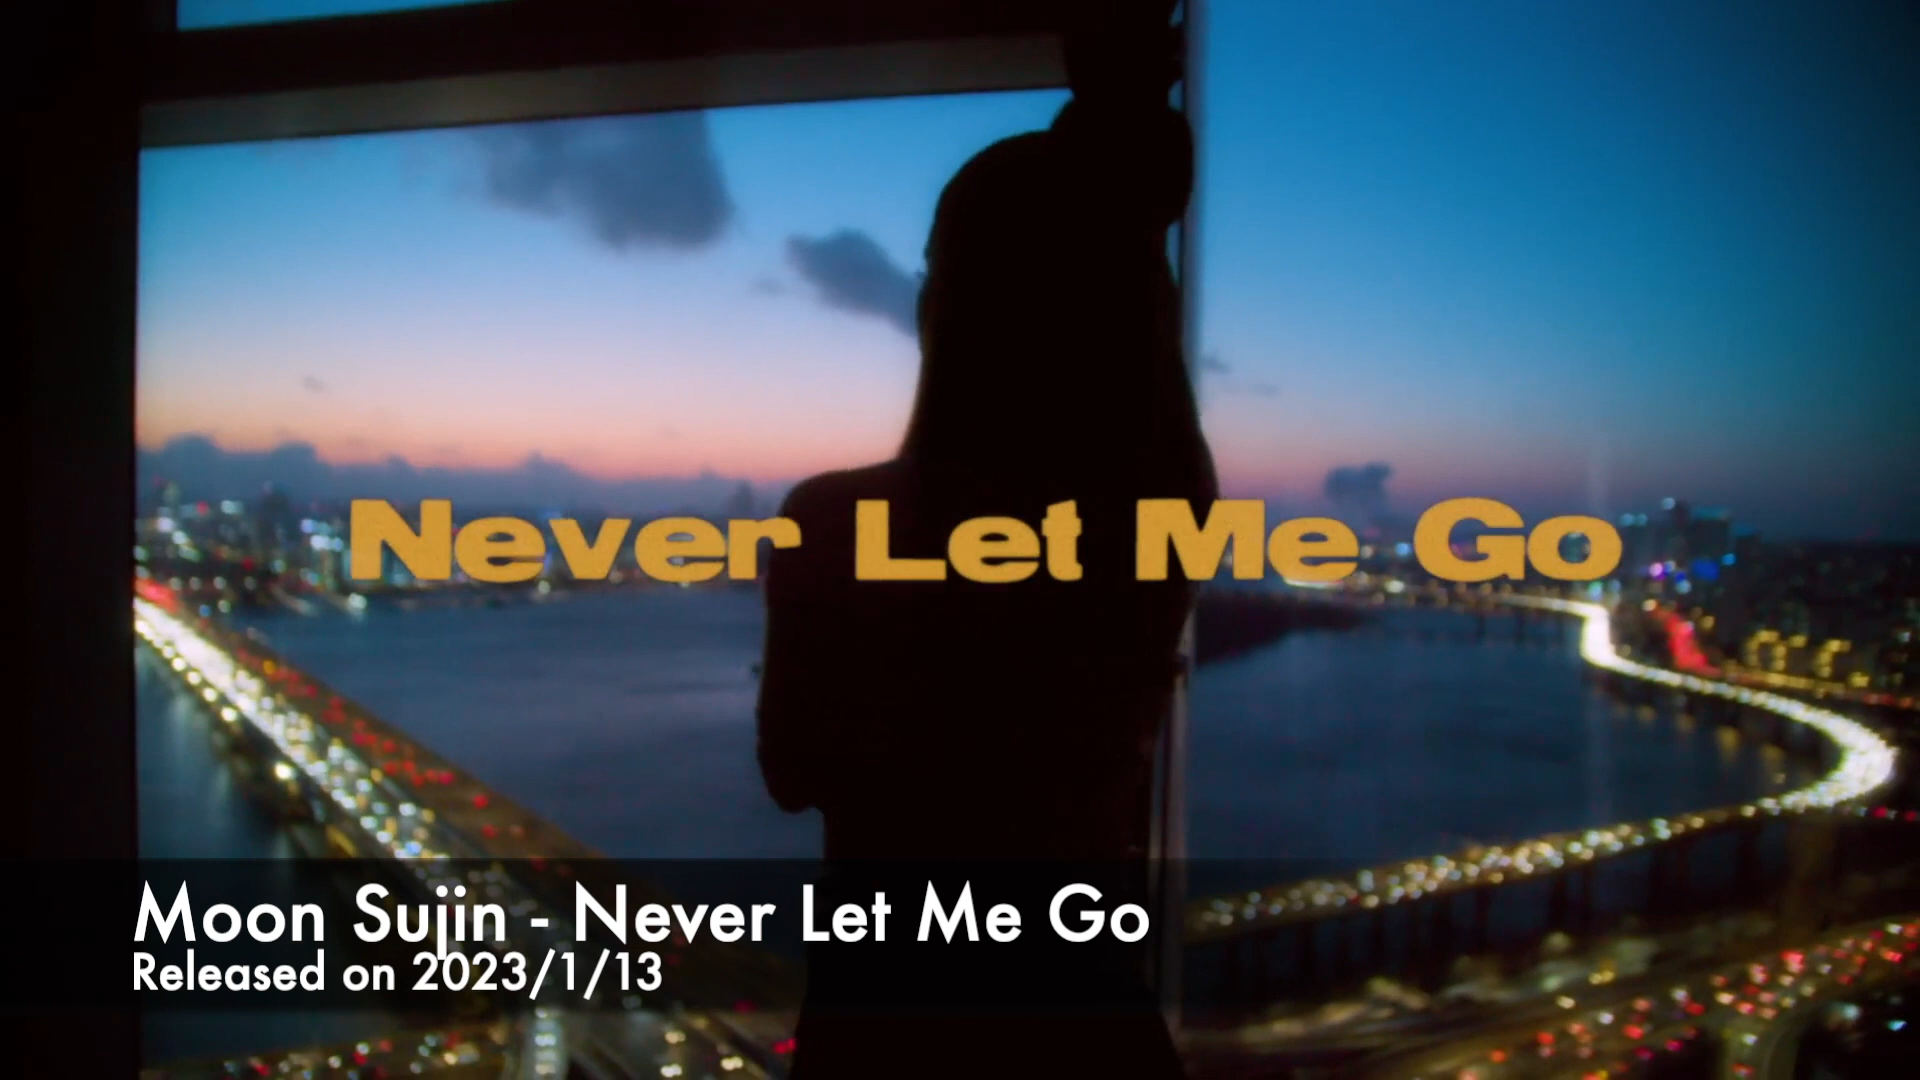 Never Let Me Go
Moon Sujin - Never Let Me Go
Released on 2023/1/13